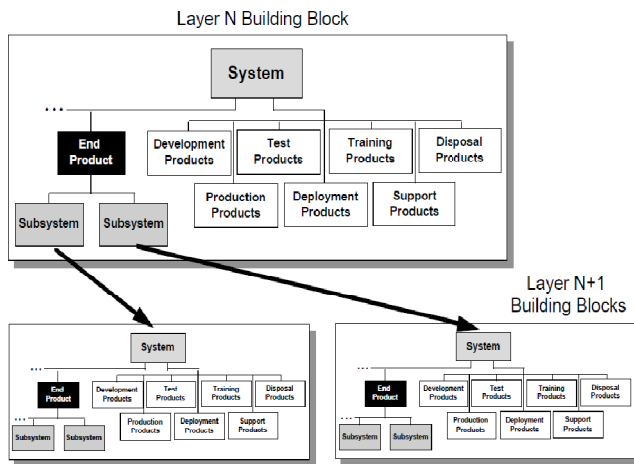 Layer N Building Block
System
...
End
Product
Development
Products
Test
Products
Training
Products
Disposal
Products
Production
Products
Deployment
Products
Support
Products
Subsystem
Subsystem
Layer N+1
Building Blocks
System
...
End
Product
Development
Products
Test
Products
Training
Products
Disposal
Products
...
Subsystem
Subsystem
Production
Products
Deployment
Products
Support
Products
System
...
End
Product
Development
Products
Test
Products
Training
Products
Disposal
Products
...
Subsystem
Subsystem
Production
Products
Deployment
Products
Support
Products